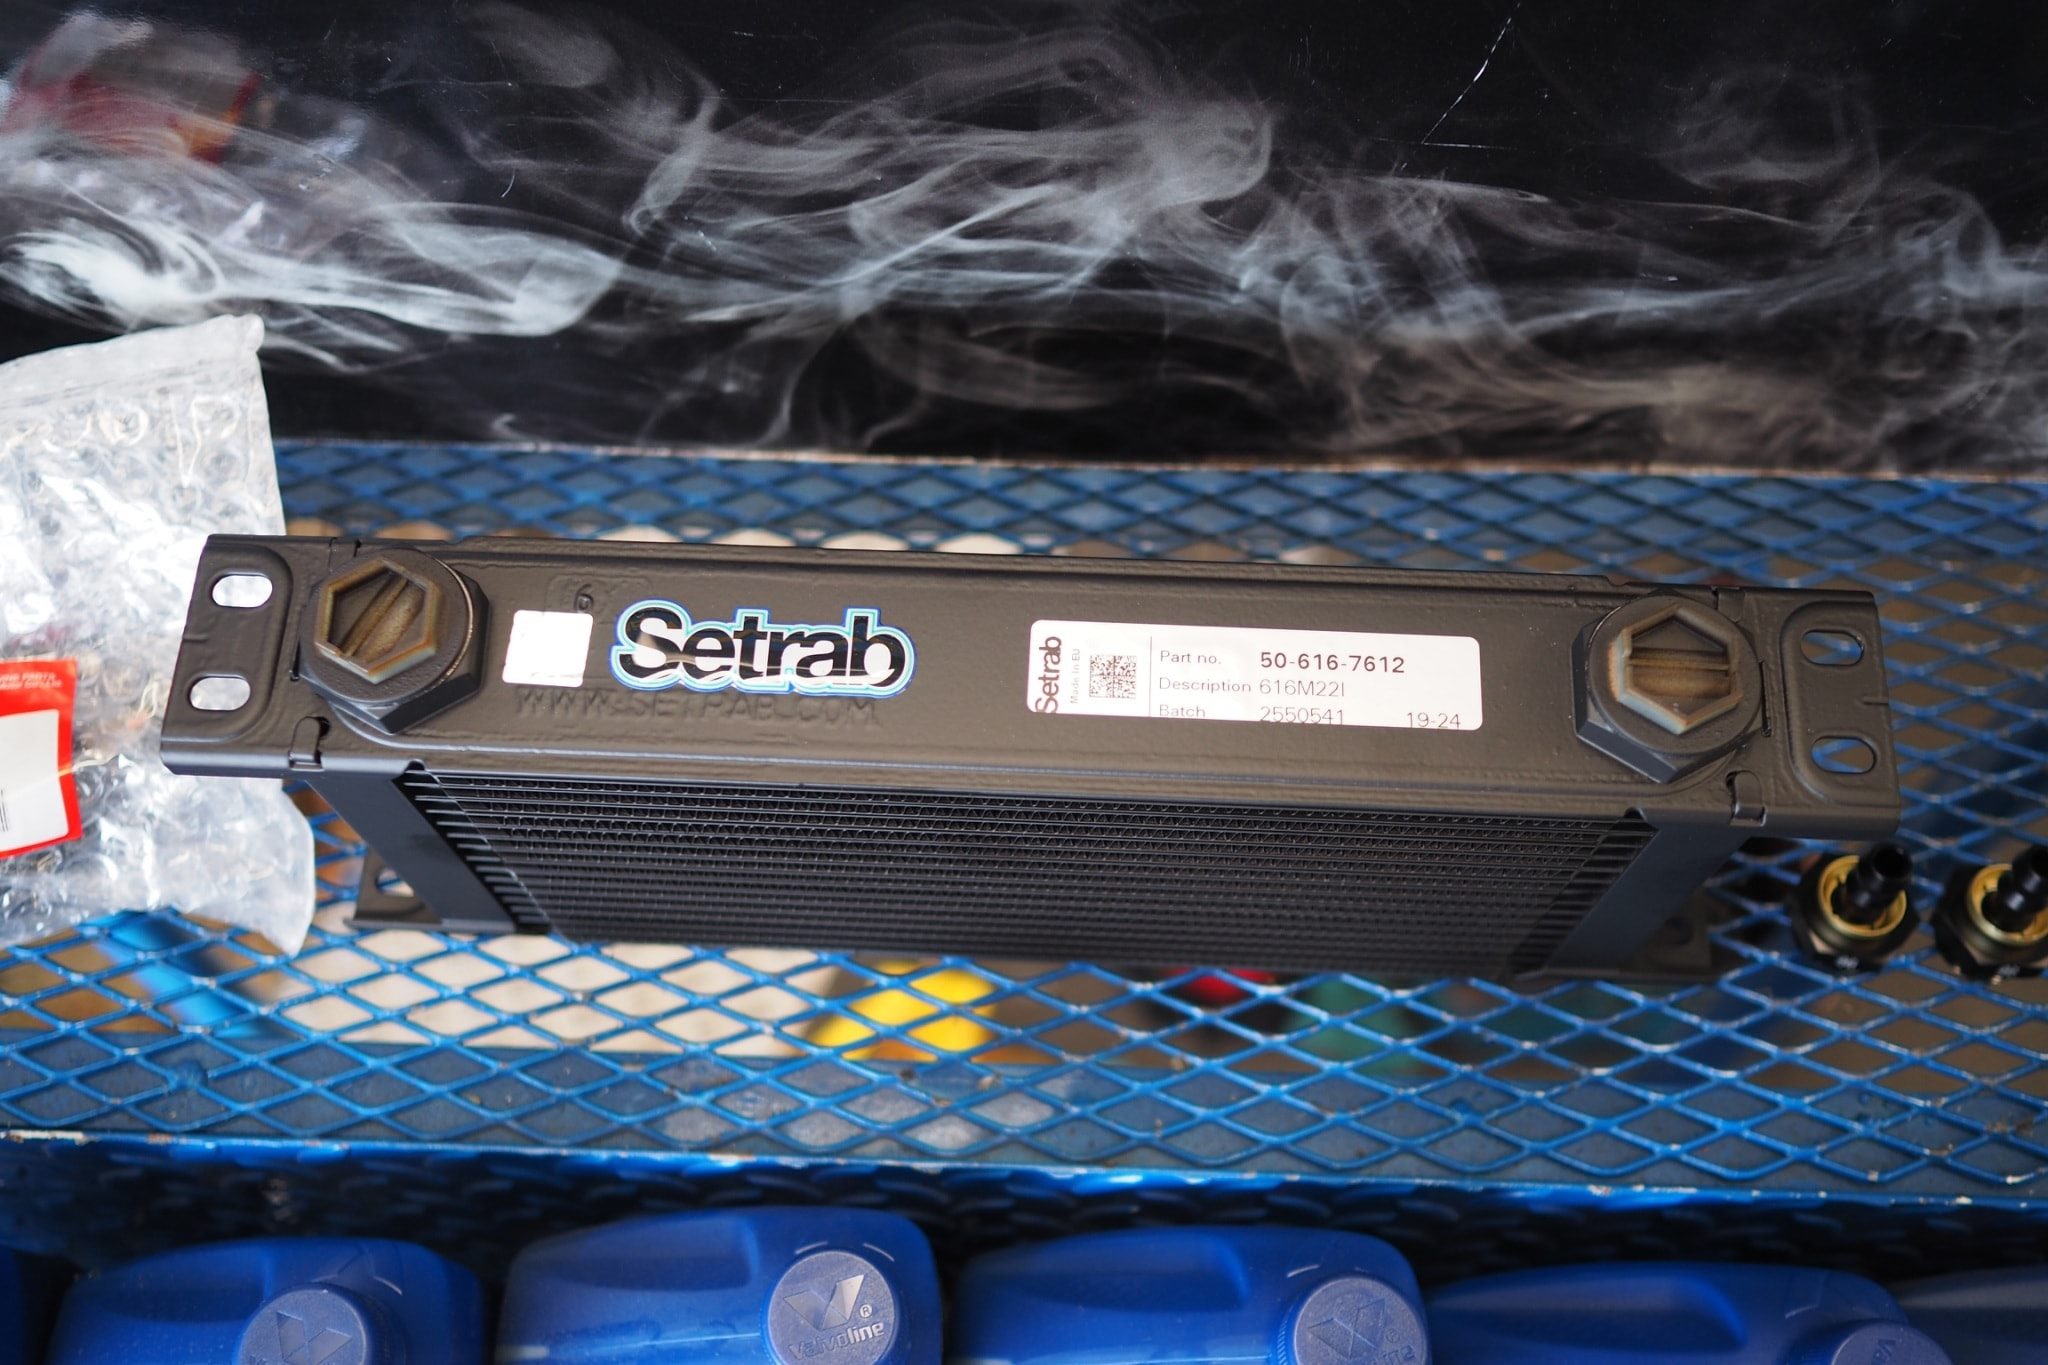 6
Setrab
WWW.SETRAB.COM
Setrab
Made in EU
Part no. 50-616-7612
Description 616M22I
Batch 2550541 19-24
Valvoline